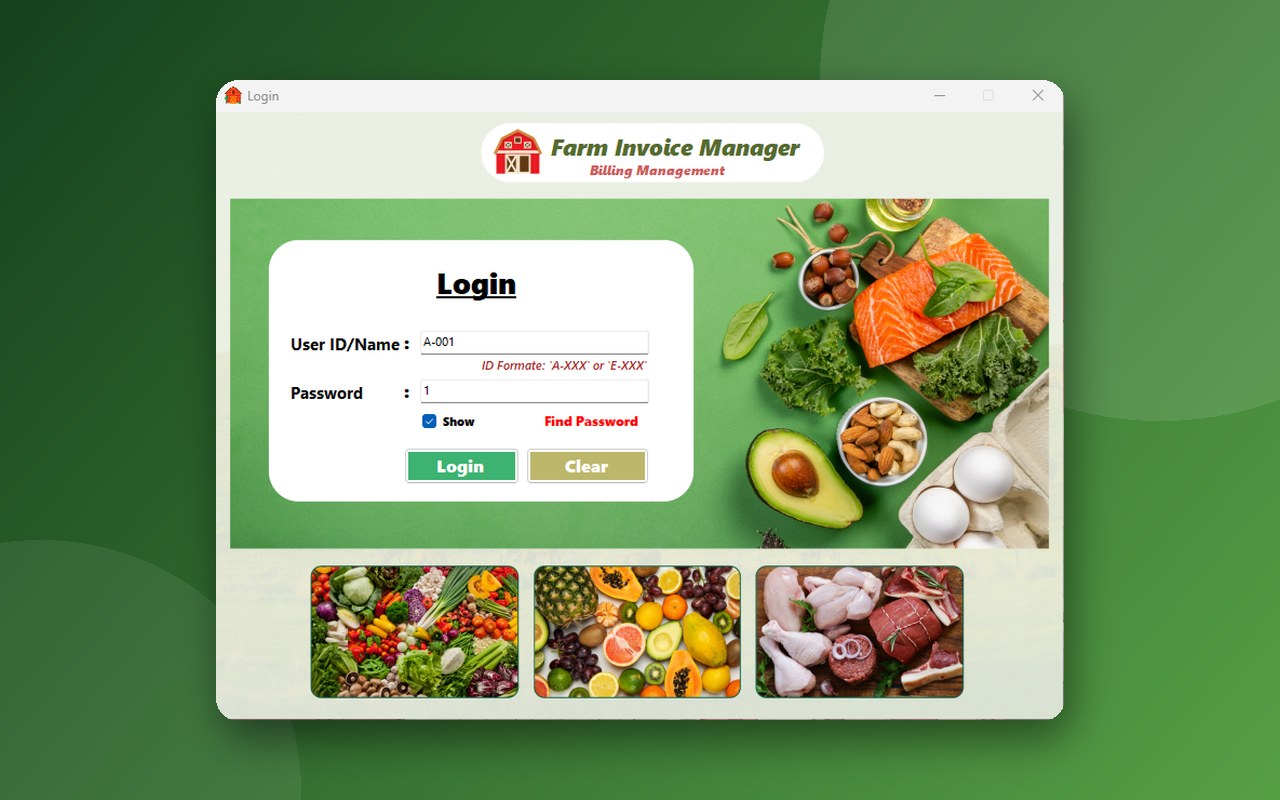 Login
Farm Invoice Manager
Billing Management
Login
User ID/Name : A-001
ID Formate: `A-XXX` or `E-XXX`
Password : 1
Show Find Password
Login Clear